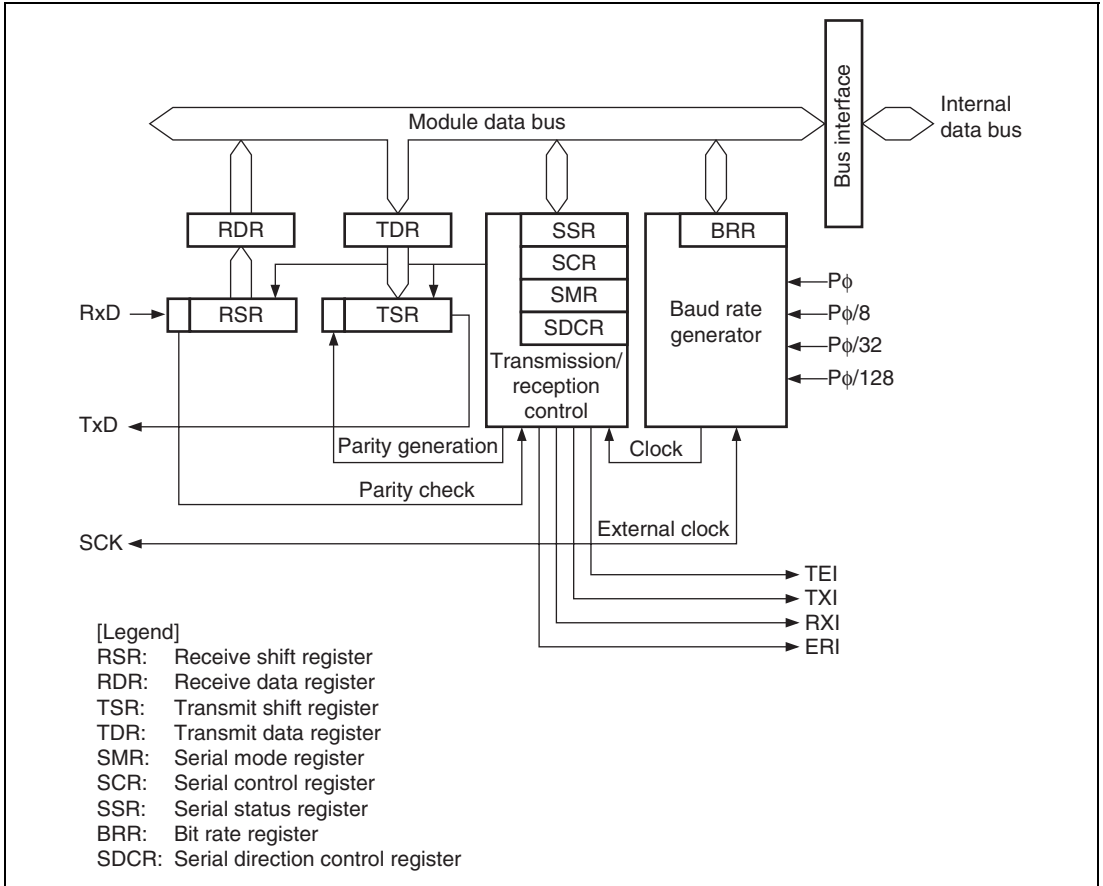 Bus interface
Internal
data bus
Module data bus
RDR
TDR
SSR
BRR
SCR
Pφ
RxD
RSR
TSR
SMR
Baud rate
generator
Pφ/8
SDCR
Pφ/32
Transmission/
reception
control
Pφ/128
TxD
Parity generation
Clock
Parity check
SCK
External clock
TEI
TXI
RXI
ERI
[Legend]
RSR: Receive shift register
RDR: Receive data register
TSR: Transmit shift register
TDR: Transmit data register
SMR: Serial mode register
SCR: Serial control register
SSR: Serial status register
BRR: Bit rate register
SDCR: Serial direction control register